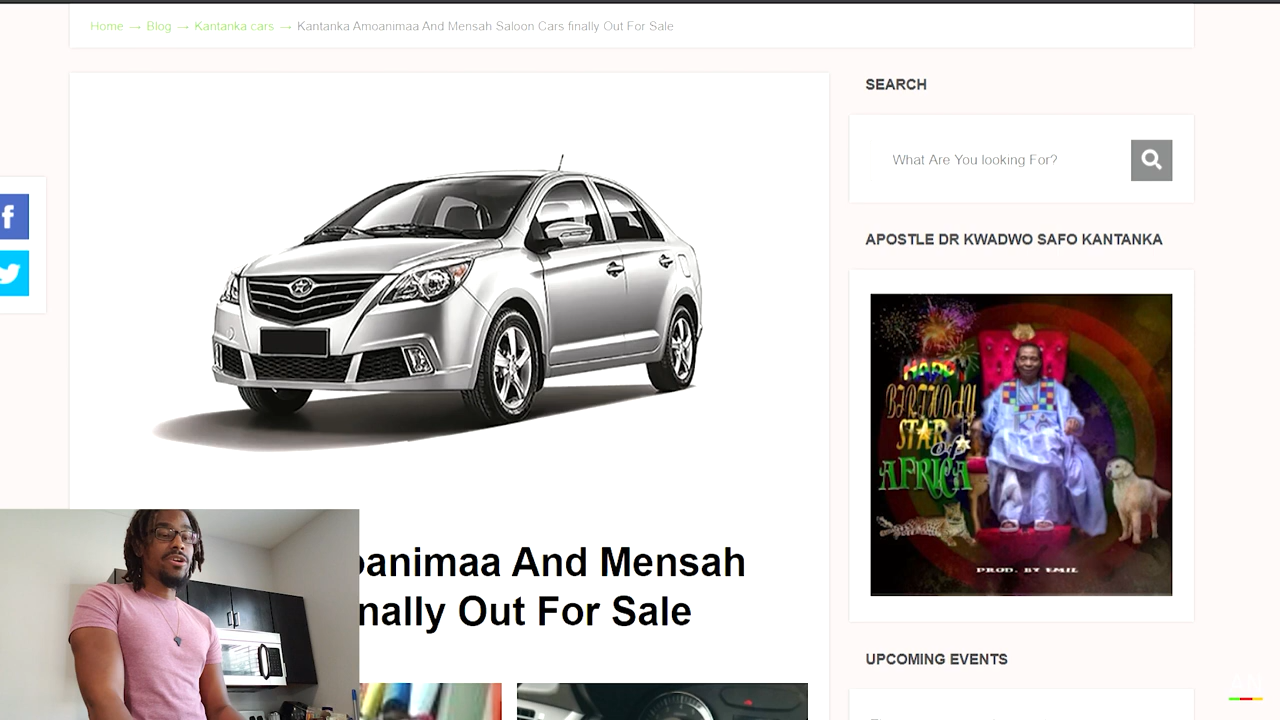 Home → Blog → Kantanka cars → Kantanka Amoanimaa And Mensah Saloon Cars finally Out For Sale
SEARCH
What Are You looking For?
APOSTLE DR KWADWO SAFO KANTANKA
HAPPY
BIRTHDAY
STAR
of
AFRICA
PROD. BY EMIL
oanimaa And Mensah
nally Out For Sale
UPCOMING EVENTS